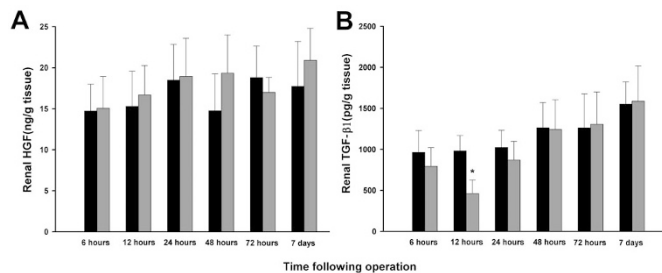 A
B
Renal HGF(ng/g tissue)
25
20
15
10
5
0
6 hours 12 hours 24 hours 48 hours 72 hours 7 days
Renal TGF-β1(pg/g tissue)
2000
1500
1000
500
0
*
6 hours 12 hours 24 hours 48 hours 72 hours 7 days
Time following operation